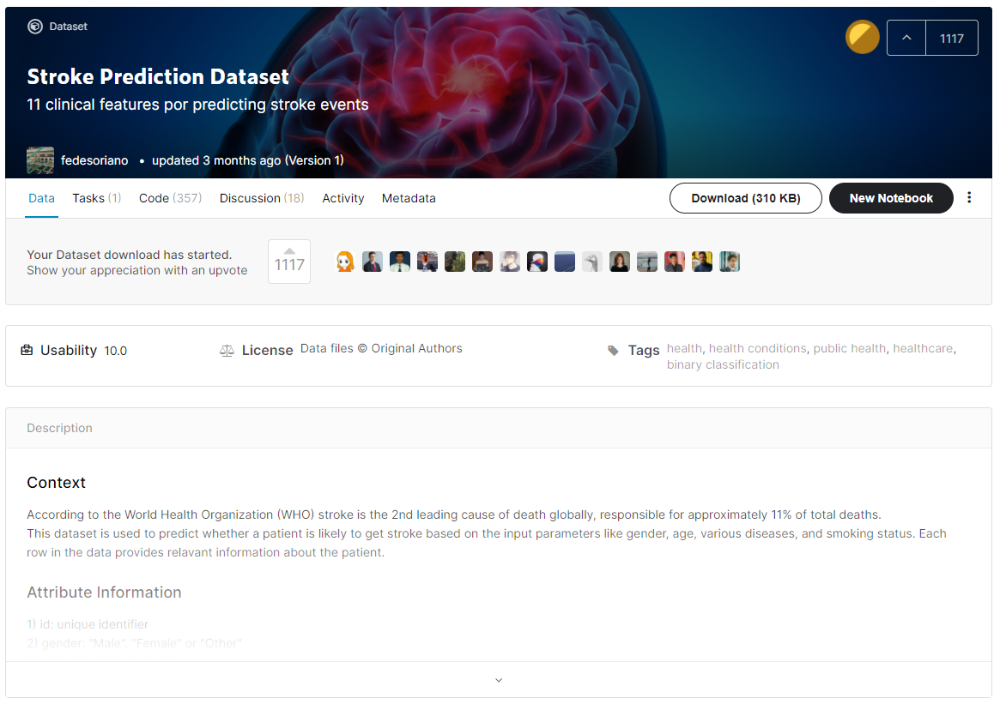 Dataset
1117
Stroke Prediction Dataset
11 clinical features por predicting stroke events
fedesoriano • updated 3 months ago (Version 1)
Data Tasks (1) Code (357) Discussion (18) Activity Metadata Download (310 KB) New Notebook
Your Dataset download has started.
Show your appreciation with an upvote
1117
Usability 10.0 License Data files © Original Authors Tags health, health conditions, public health, healthcare,
binary classification
Description
Context
According to the World Health Organization (WHO) stroke is the 2nd leading cause of death globally, responsible for approximately 11% of total deaths.
This dataset is used to predict whether a patient is likely to get stroke based on the input parameters like gender, age, various diseases, and smoking status. Each
row in the data provides relavant information about the patient.
Attribute Information
1) id: unique identifier
2) gender: "Male", "Female" or "Other"